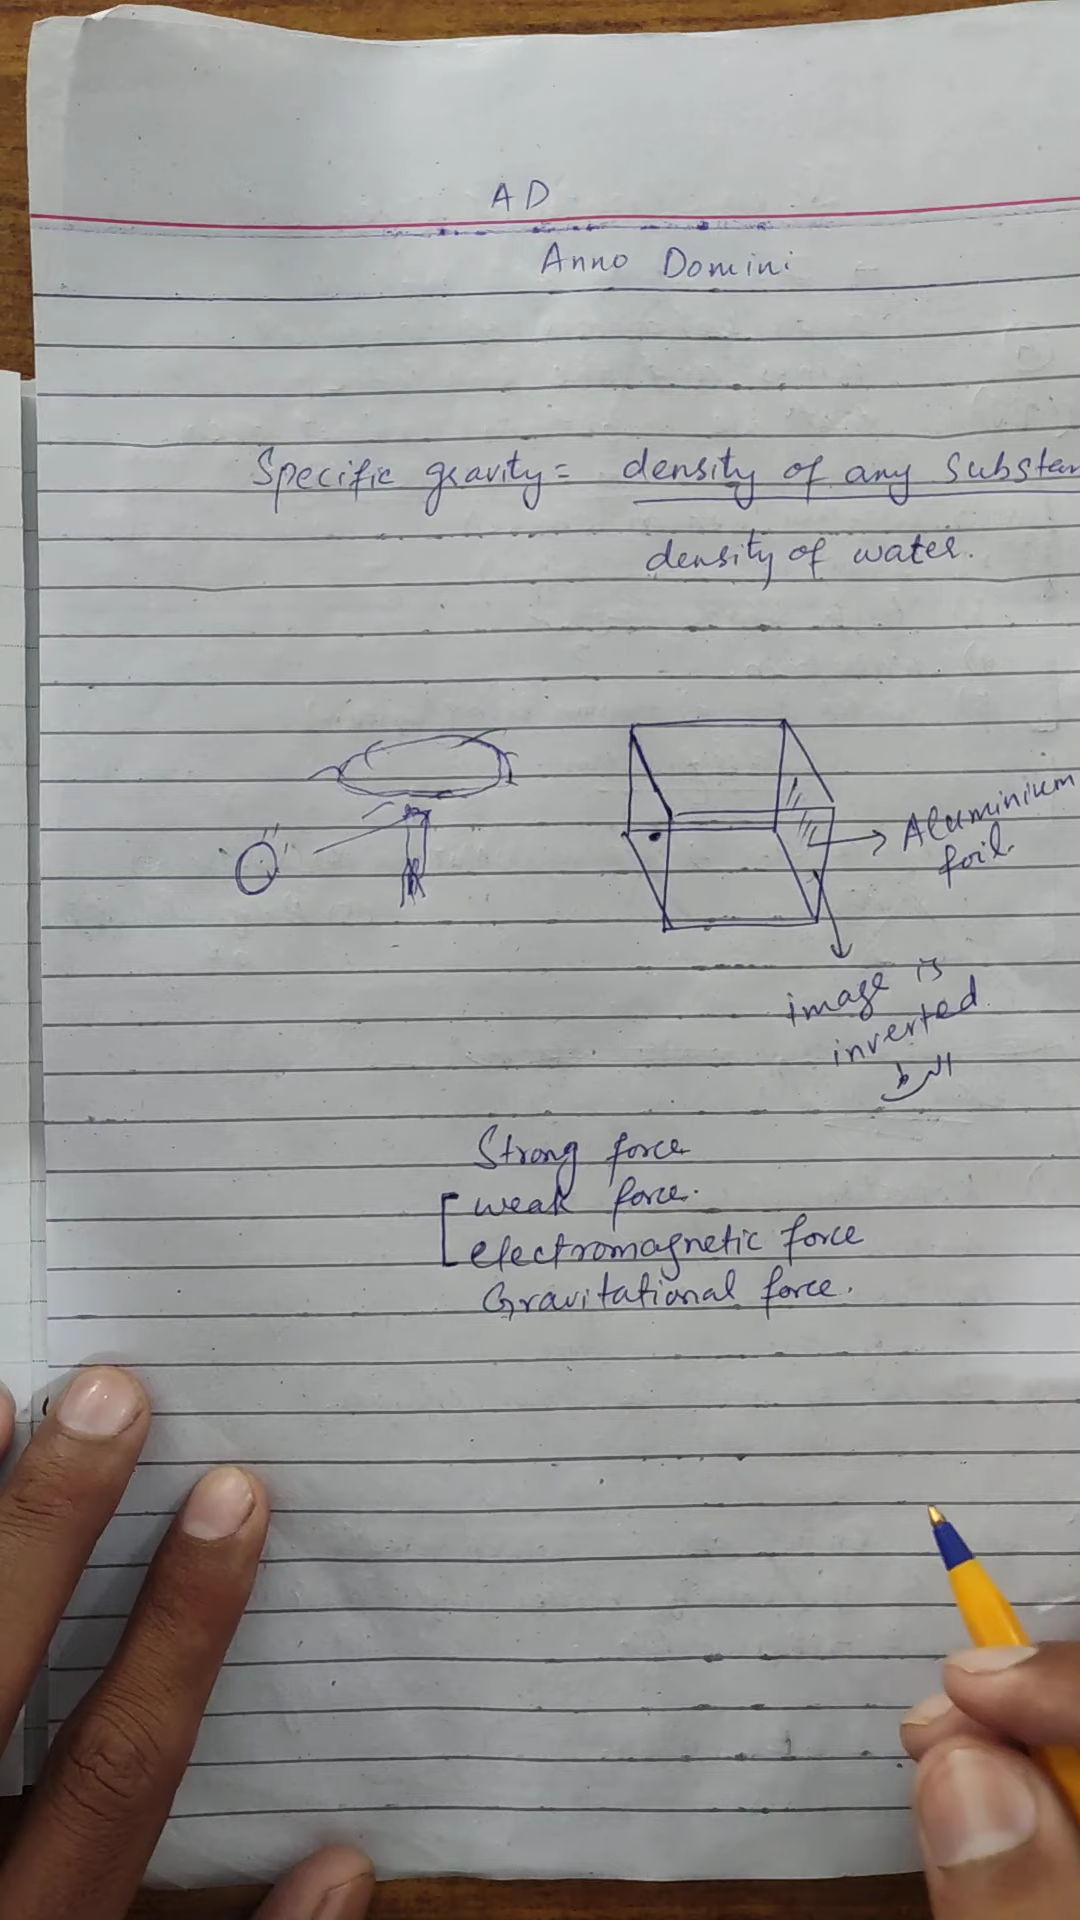 AD
Anno Domini
Specific gravity = density of any Substan
density of water.
Aluminium
foil
image is
inverted
Strong force
weak force.
electromagnetic force
Gravitational force.